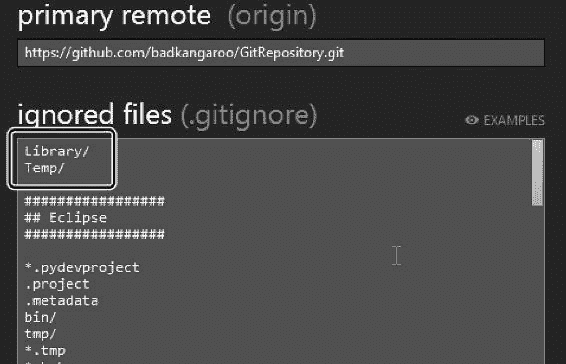 primary remote (origin)
https://github.com/badkangaroo/GitRepository.git
ignored files (.gitignore)
EXAMPLES
Library/
Temp/
#################
## Eclipse
#################
*.pydevproject
.project
.metadata
bin/
tmp/
*.tmp